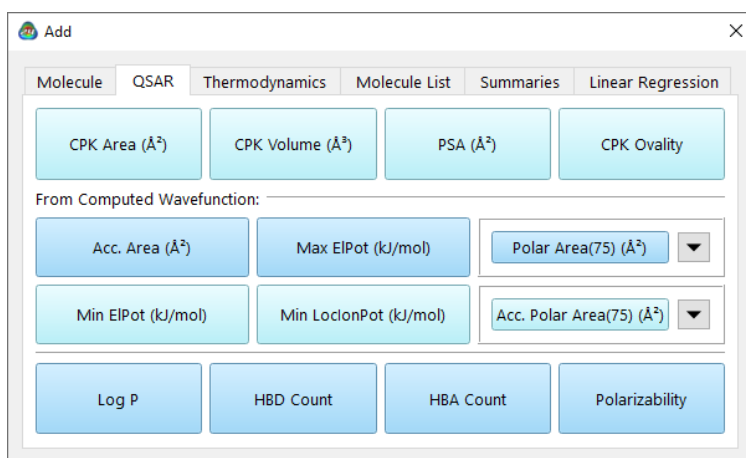 Add
Molecule QSAR Thermodynamics Molecule List Summaries Linear Regression
CPK Area (Å²) CPK Volume (Å³) PSA (Å²) CPK Ovality
From Computed Wavefunction:
Acc. Area (Å²) Max ElPot (kJ/mol) Polar Area(75) (Å²)
Min ElPot (kJ/mol) Min LocIonPot (kJ/mol) Acc. Polar Area(75) (Å²)
Log P HBD Count HBA Count Polarizability